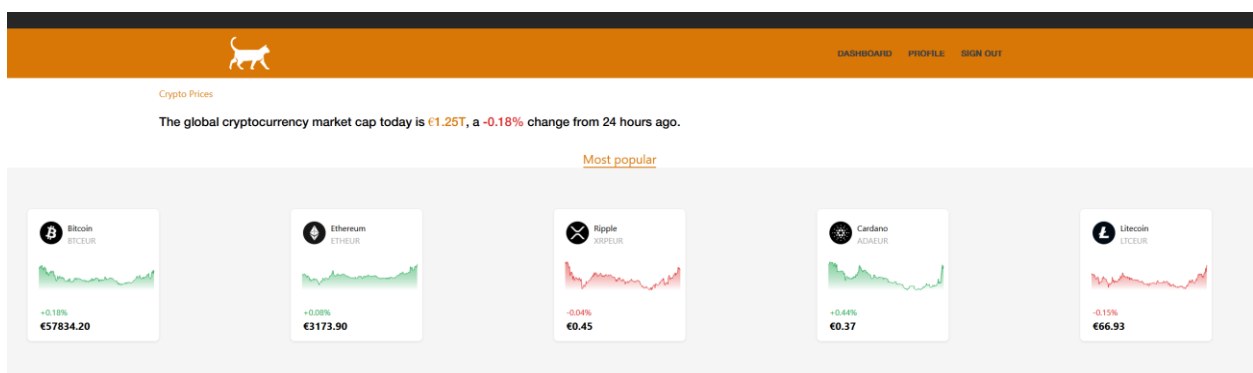 DASHBOARD PROFILE SIGN OUT
Crypto Prices
The global cryptocurrency market cap today is €1.25T, a -0.18% change from 24 hours ago.
Most popular
Bitcoin
BTCEUR
+0.18%
€57834.20
Ethereum
ETHEUR
+0.08%
€3173.90
Ripple
XRPEUR
-0.04%
€0.45
Cardano
ADAEUR
+0.44%
€0.37
Litecoin
LTCEUR
-0.15%
€66.93